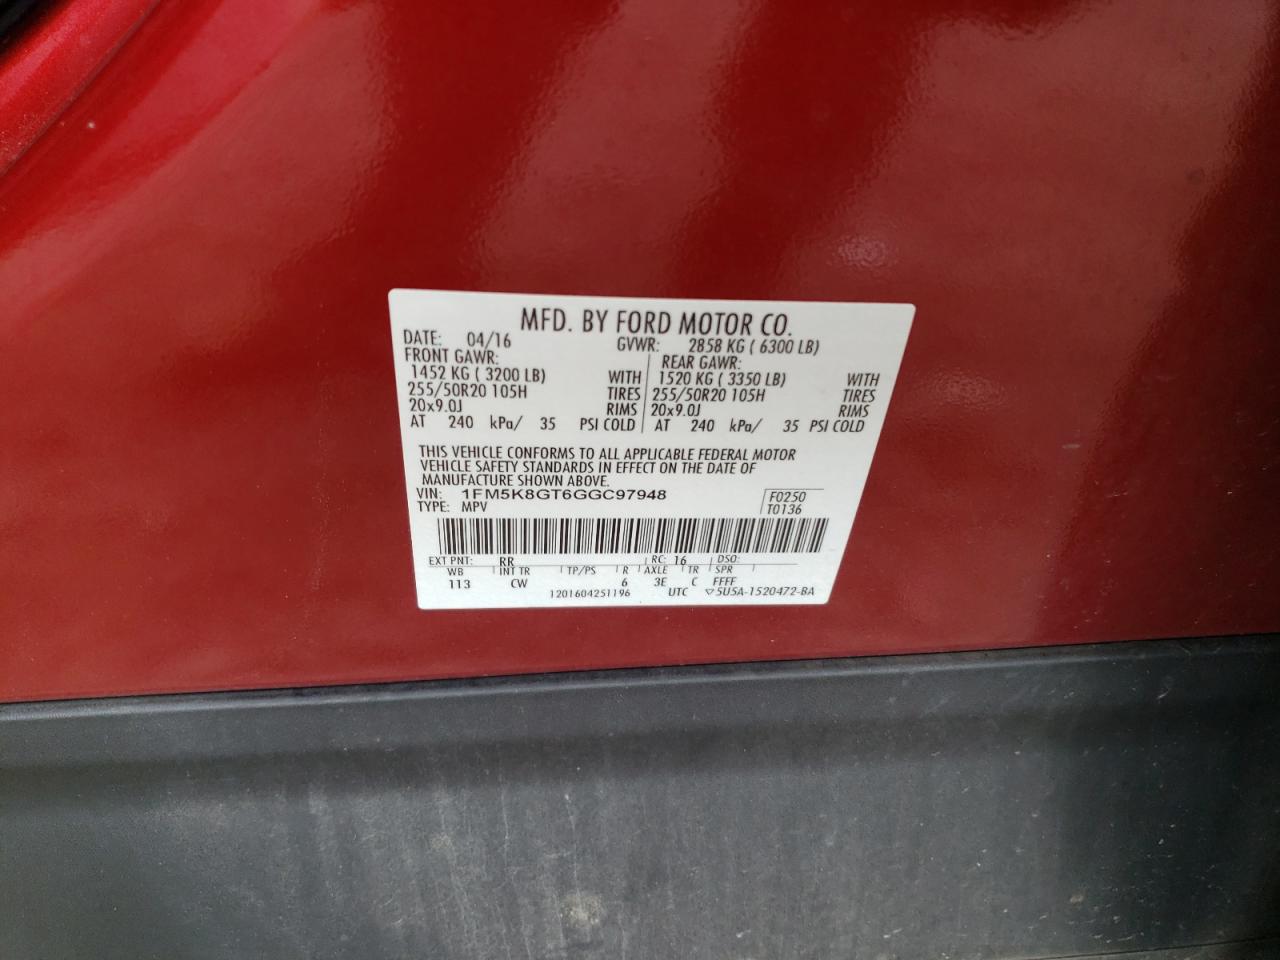 MFD. BY FORD MOTOR CO.
DATE: 04/16 GVWR: 2858 KG ( 6300 LB)
FRONT GAWR: REAR GAWR:
1452 KG ( 3200 LB) WITH 1520 KG ( 3350 LB) WITH
255/50R20 105H TIRES 255/50R20 105H TIRES
20x9.0J RIMS 20x9.0J RIMS
AT 240 kPa/ 35 PSI COLD AT 240 kPa/ 35 PSI COLD
THIS VEHICLE CONFORMS TO ALL APPLICABLE FEDERAL MOTOR
VEHICLE SAFETY STANDARDS IN EFFECT ON THE DATE OF
MANUFACTURE SHOWN ABOVE.
VIN: 1FM5K8GT6GGC97948 F0250
TYPE: MPV T0136
EXT PNT: RR RC: 16 DSO:
WB INT TR TP/PS R AXLE TR SPR
113 CW 6 3E C FFFF
1201604251196 UTC ▽5U5A-1520472-BA